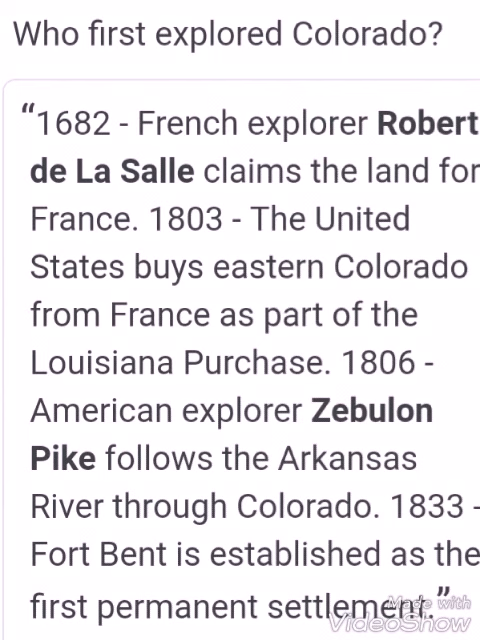 Who first explored Colorado?
“1682 - French explorer Robert
de La Salle claims the land for
France. 1803 - The United
States buys eastern Colorado
from France as part of the
Louisiana Purchase. 1806 -
American explorer Zebulon
Pike follows the Arkansas
River through Colorado. 1833 -
Fort Bent is established as the
first permanent settlement.”
Made with
VideoShow